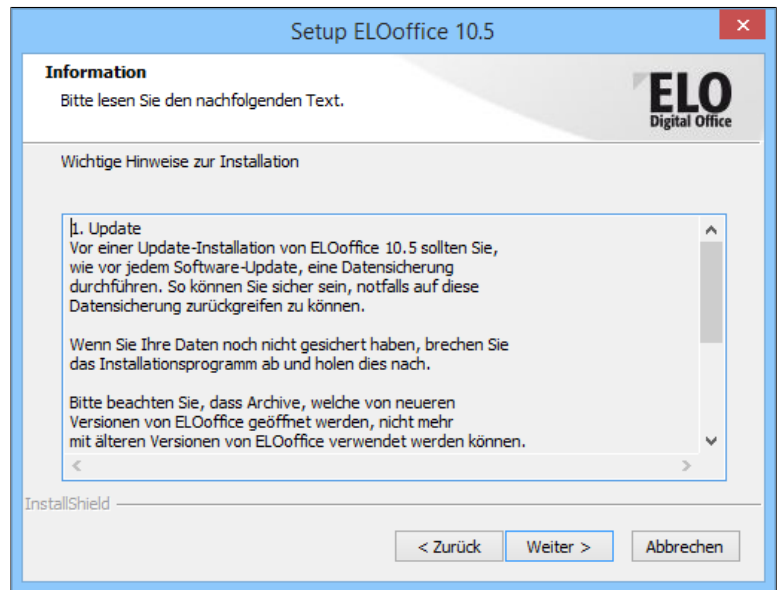 Setup ELOoffice 10.5
Information
Bitte lesen Sie den nachfolgenden Text.
ELO
Digital Office
Wichtige Hinweise zur Installation
1. Update
Vor einer Update-Installation von ELOoffice 10.5 sollten Sie,
wie vor jedem Software-Update, eine Datensicherung
durchführen. So können Sie sicher sein, notfalls auf diese
Datensicherung zurückgreifen zu können.
Wenn Sie Ihre Daten noch nicht gesichert haben, brechen Sie
das Installationsprogramm ab und holen dies nach.
Bitte beachten Sie, dass Archive, welche von neueren
Versionen von ELOoffice geöffnet werden, nicht mehr
mit älteren Versionen von ELOoffice verwendet werden können.
InstallShield
< Zurück Weiter > Abbrechen